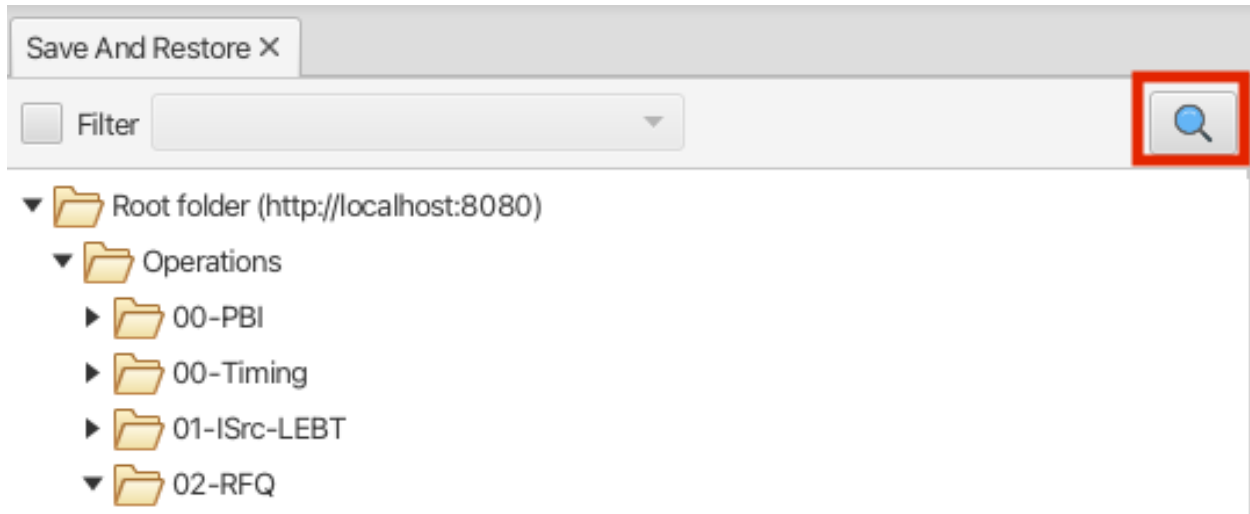 Save And Restore
Filter
Root folder (http://localhost:8080)
Operations
00-PBI
00-Timing
01-ISrc-LEBT
02-RFQ